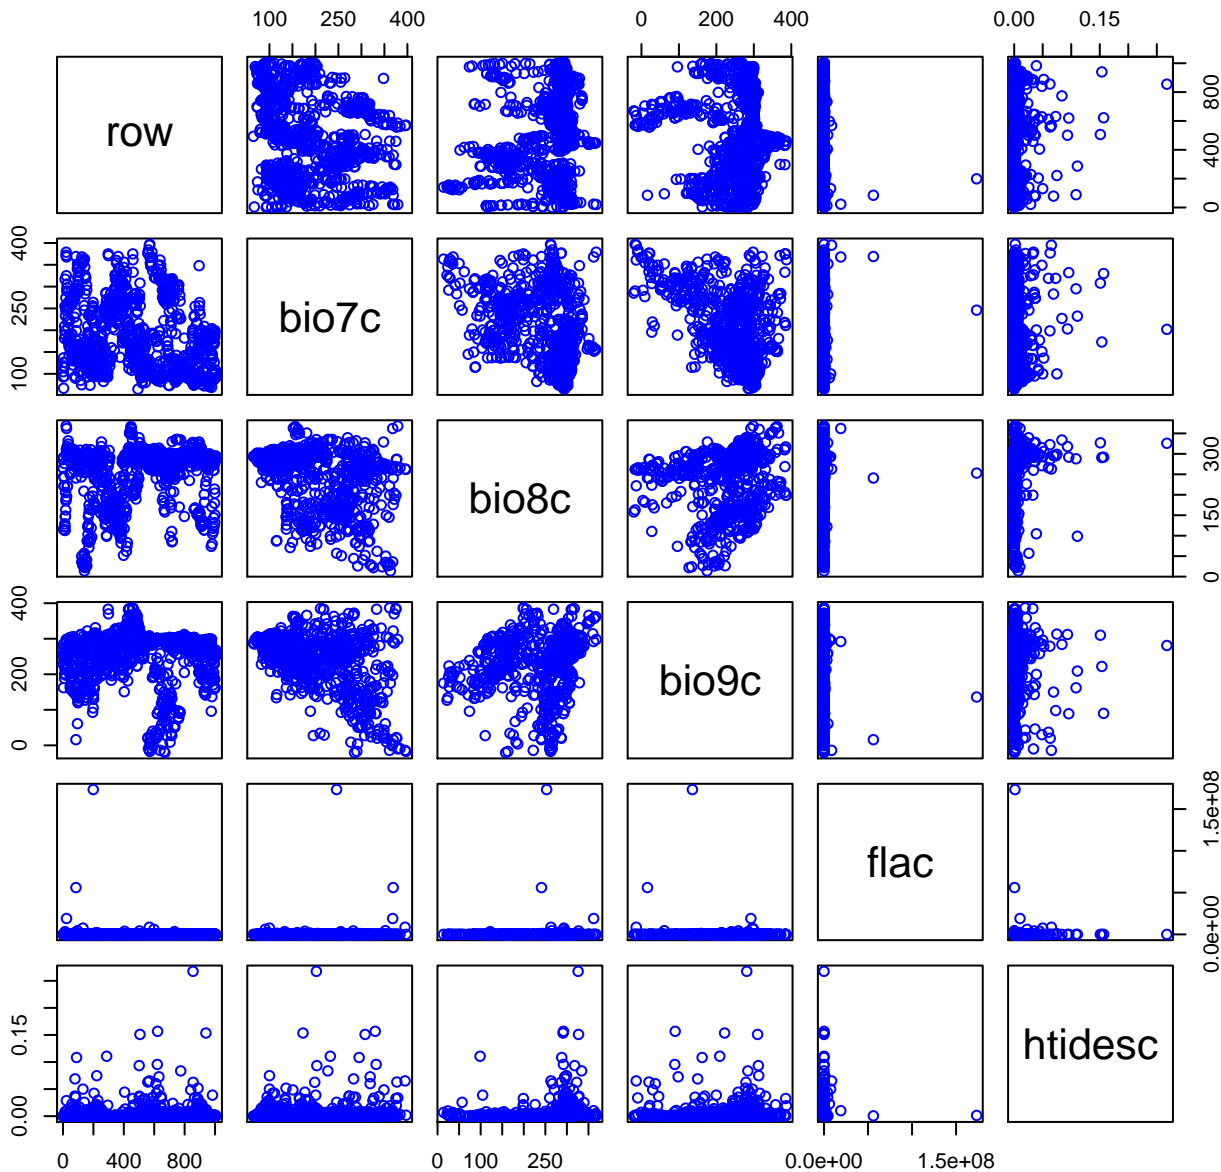 100 250 400 0 200 400 0.00 0.15
row 0 400 800
100 250 400 bio7c
bio8c 0 150 300
0 200 400 bio9c
flac 0.0e+00 1.5e+08
0.00 0.15 htidesc
0 400 800 0 100 250 0.0e+00 1.5e+08